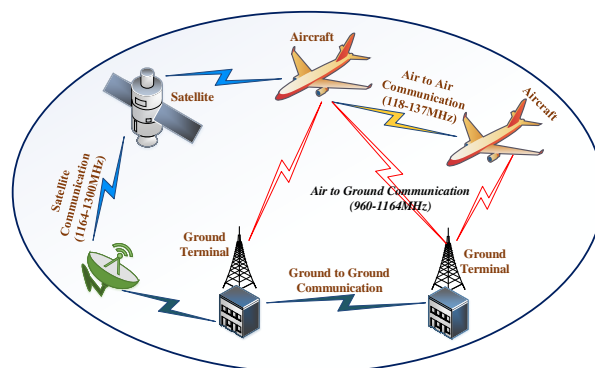 Aircraft
Satellite
Air to Air
Communication
(118-137MHz)
Aircraft
Satellite
Communication
(1164-1300MHz)
Air to Ground Communication
(960-1164MHz)
Ground
Terminal
Ground to Ground
Communication
Ground
Terminal